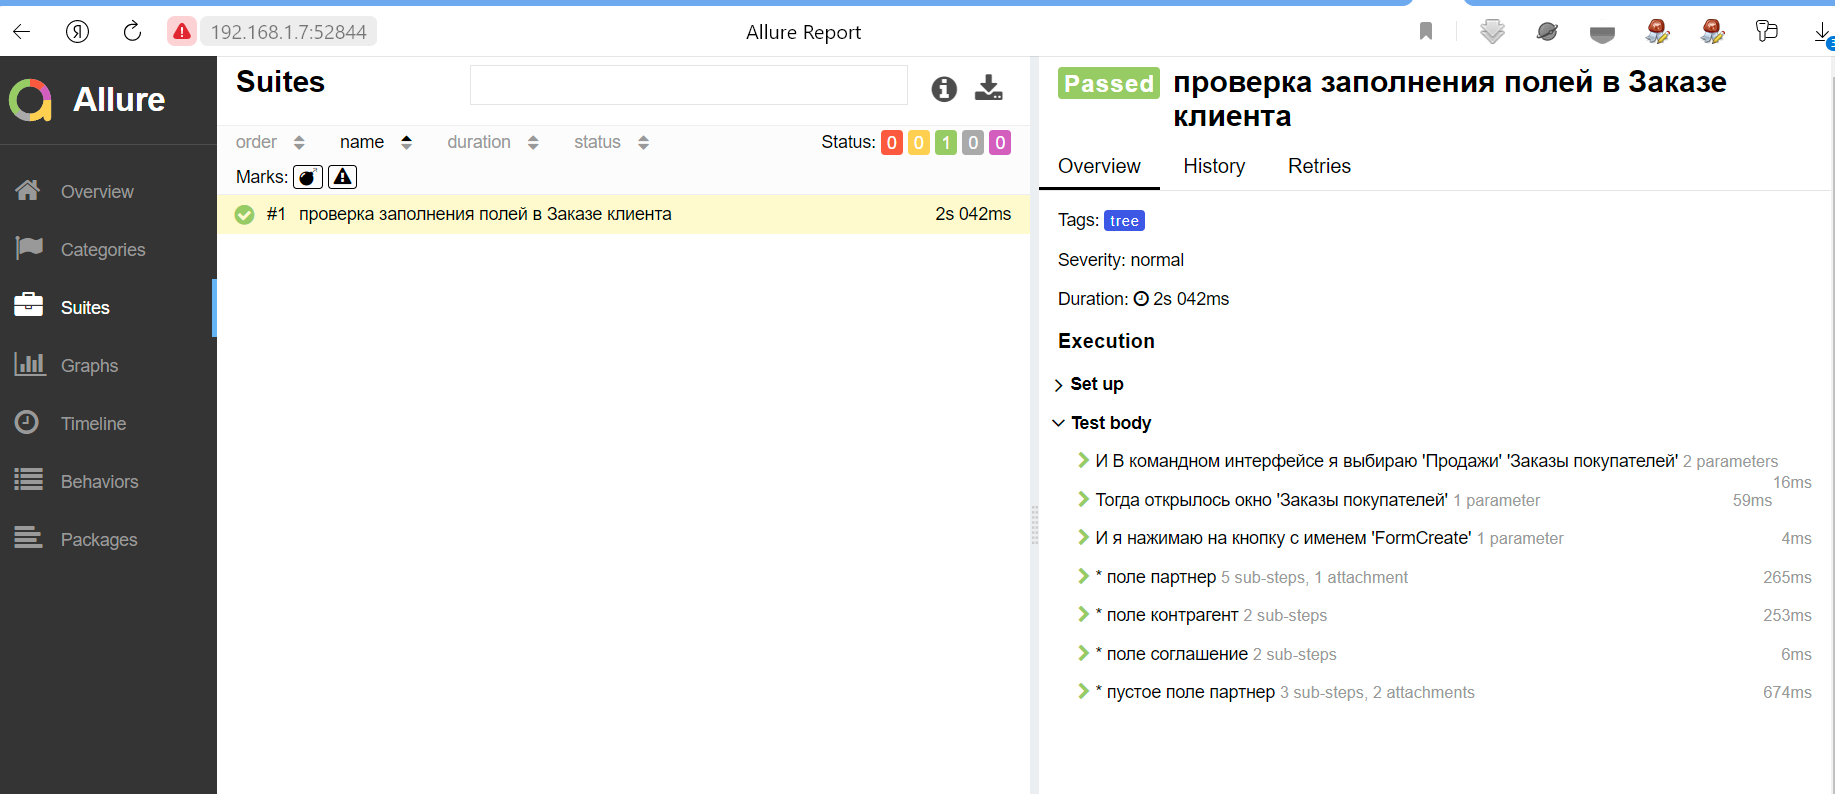 Я 192.168.1.7:52844 Allure Report
Allure
Overview
Categories
Suites
Graphs
Timeline
Behaviors
Packages
Suites
order name duration status Status: 0 0 1 0 0
Marks:
#1 проверка заполнения полей в Заказе клиента 2s 042ms
Passed проверка заполнения полей в Заказе
клиента
Overview History Retries
Tags: tree
Severity: normal
Duration: 2s 042ms
Execution
Set up
Test body
И В командном интерфейсе я выбираю 'Продажи' 'Заказы покупателей' 2 parameters
16ms
Тогда открылось окно 'Заказы покупателей' 1 parameter 59ms
И я нажимаю на кнопку с именем 'FormCreate' 1 parameter 4ms
* поле партнер 5 sub-steps, 1 attachment 265ms
* поле контрагент 2 sub-steps 253ms
* поле соглашение 2 sub-steps 6ms
* пустое поле партнер 3 sub-steps, 2 attachments 674ms